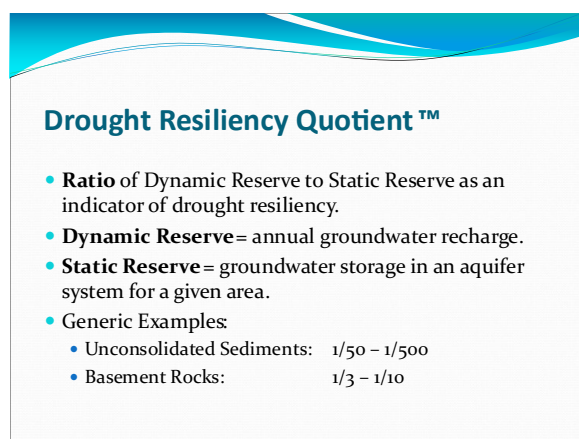 Drought Resiliency Quotient ™
Ratio of Dynamic Reserve to Static Reserve as an
indicator of drought resiliency.
Dynamic Reserve= annual groundwater recharge.
Static Reserve= groundwater storage in an aquifer
system for a given area.
Generic Examples:
Unconsolidated Sediments: 1/50 – 1/500
Basement Rocks: 1/3 – 1/10